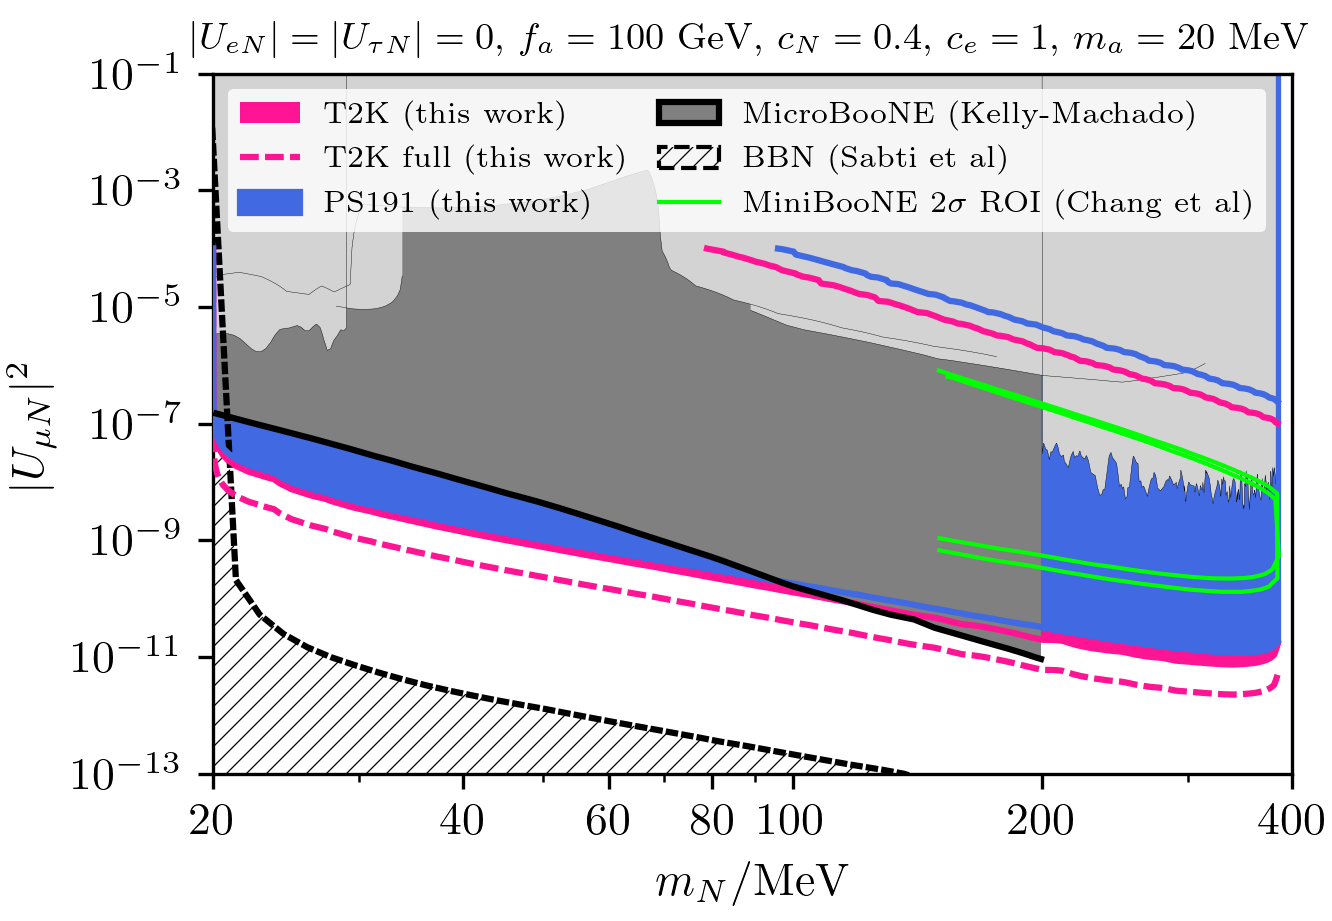 |U_{eN}| = |U_{τN}| = 0, f_a = 100 GeV, c_N = 0.4, c_e = 1, m_a = 20 MeV
10^{-1}
10^{-3}
10^{-5}
10^{-7}
10^{-9}
10^{-11}
10^{-13}
|U_{μN}|^2
T2K (this work)
T2K full (this work)
PS191 (this work)
MicroBooNE (Kelly-Machado)
BBN (Sabti et al)
MiniBooNE 2σ ROI (Chang et al)
20 40 60 80 100 200 400
m_N/MeV